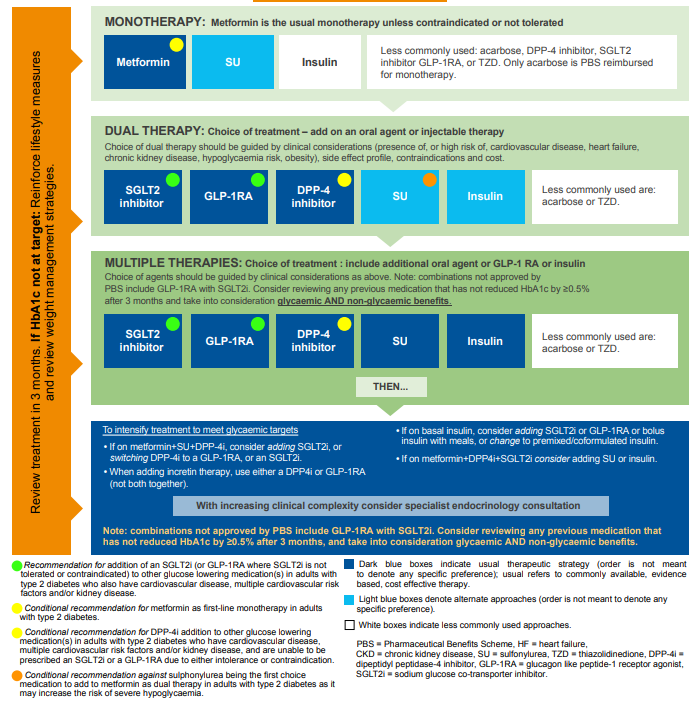 Review treatment in 3 months. If HbA1c not at target: Reinforce lifestyle measures
and review weight management strategies.
MONOTHERAPY: Metformin is the usual monotherapy unless contraindicated or not tolerated
Metformin
SU
Insulin
Less commonly used: acarbose, DPP-4 inhibitor, SGLT2
inhibitor GLP-1RA, or TZD. Only acarbose is PBS reimbursed
for monotherapy.
DUAL THERAPY: Choice of treatment – add on an oral agent or injectable therapy
Choice of dual therapy should be guided by clinical considerations (presence of, or high risk of, cardiovascular disease, heart failure,
chronic kidney disease, hypoglycaemia risk, obesity), side effect profile, contraindications and cost.
SGLT2
inhibitor
GLP-1RA
DPP-4
inhibitor
SU
Insulin
Less commonly used are:
acarbose or TZD.
MULTIPLE THERAPIES: Choice of treatment : include additional oral agent or GLP-1 RA or insulin
Choice of agents should be guided by clinical considerations as above. Note: combinations not approved by
PBS include GLP-1RA with SGLT2i. Consider reviewing any previous medication that has not reduced HbA1c by ≥0.5%
after 3 months and take into consideration glycaemic AND non-glycaemic benefits.
SGLT2
inhibitor
GLP-1RA
DPP-4
inhibitor
SU
Insulin
Less commonly used are:
acarbose or TZD.
THEN...
To intensify treatment to meet glycaemic targets
• If on metformin+SU+DPP-4i, consider adding SGLT2i, or
switching DPP-4i to a GLP-1RA, or an SGLT2i.
• When adding incretin therapy, use either a DPP4i or GLP-1RA
(not both together).
• If on basal insulin, consider adding SGLT2i or GLP-1RA or bolus
insulin with meals, or change to premixed/coformulated insulin.
• If on metformin+DPP4i+SGLT2i consider adding SU or insulin.
With increasing clinical complexity consider specialist endocrinology consultation
Note: combinations not approved by PBS include GLP-1RA with SGLT2i. Consider reviewing any previous medication that
has not reduced HbA1c by ≥0.5% after 3 months, and take into consideration glycaemic AND non-glycaemic benefits.
Recommendation for addition of an SGLT2i (or GLP-1RA where SGLT2i is not
tolerated or contraindicated) to other glucose lowering medication(s) in adults with
type 2 diabetes who also have cardiovascular disease, multiple cardiovascular risk
factors and/or kidney disease.
Conditional recommendation for metformin as first-line monotherapy in adults
with type 2 diabetes.
Conditional recommendation for DPP-4i addition to other glucose lowering
medication(s) in adults with type 2 diabetes who have cardiovascular disease,
multiple cardiovascular risk factors and/or kidney disease, and are unable to be
prescribed an SGLT2i or a GLP-1RA due to either intolerance or contraindication.
Conditional recommendation against sulphonylurea being the first choice
medication to add to metformin as dual therapy in adults with type 2 diabetes as it
may increase the risk of severe hypoglycaemia.
Dark blue boxes indicate usual therapeutic strategy (order is not meant
to denote any specific preference); usual refers to commonly available, evidence
based, cost effective therapy.
Light blue boxes denote alternate approaches (order is not meant to denote any
specific preference).
White boxes indicate less commonly used approaches.
PBS = Pharmaceutical Benefits Scheme, HF = heart failure,
CKD = chronic kidney disease, SU = sulfonylurea, TZD = thiazolidinedione, DPP-4i =
dipeptidyl peptidase-4 inhibitor, GLP-1RA = glucagon like peptide-1 receptor agonist,
SGLT2i = sodium glucose co-transporter inhibitor.